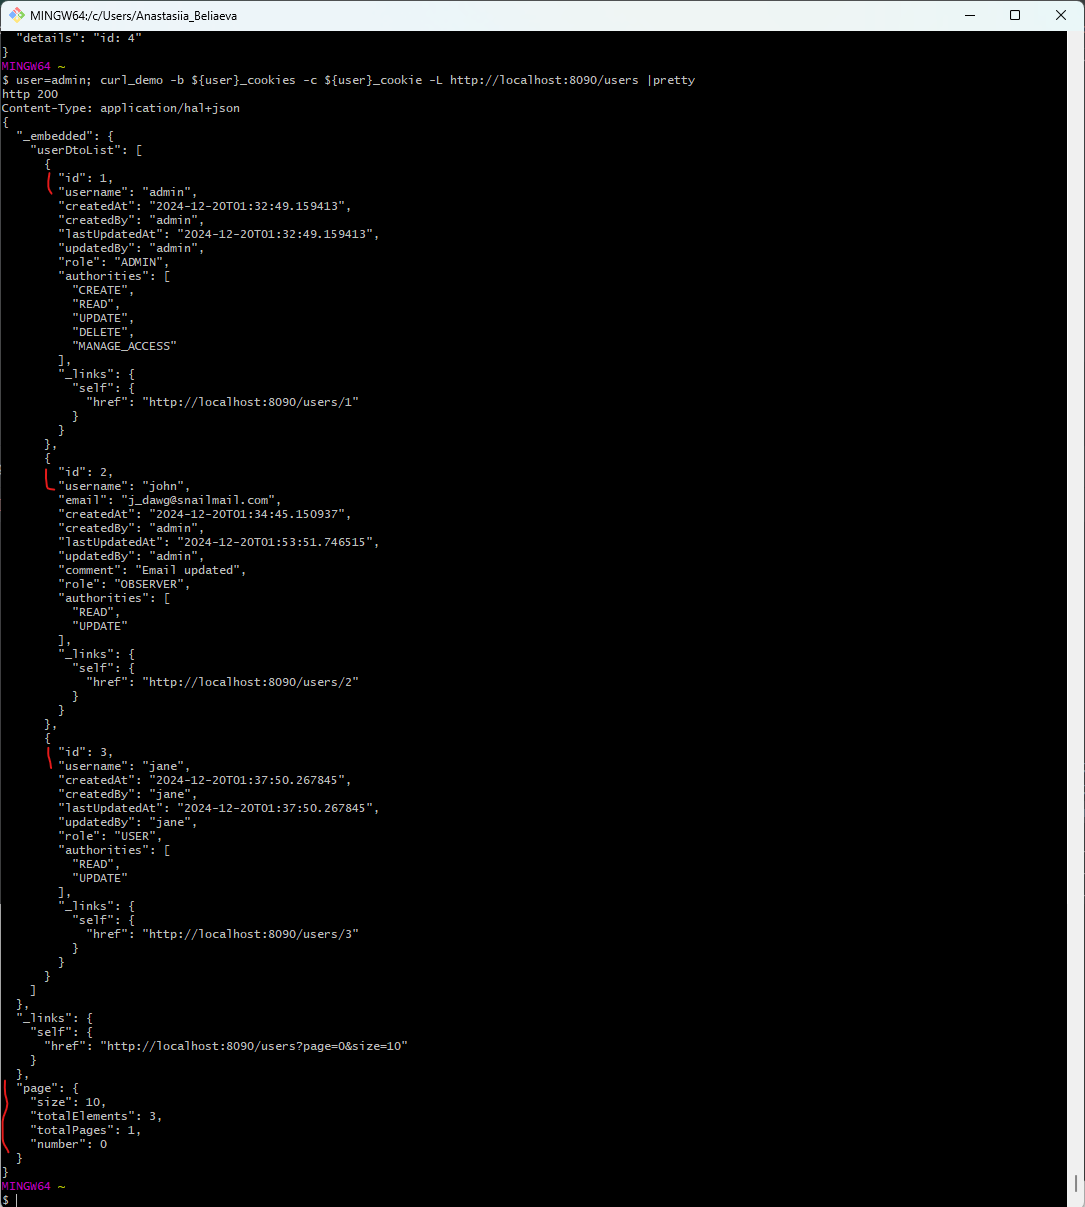 MINGW64:/c/Users/Anastasiia_Beliaeva
  "details": "id: 4"
}
MINGW64 ~
$ user=admin; curl_demo -b ${user}_cookies -c ${user}_cookie -L http://localhost:8090/users |pretty
http 200
Content-Type: application/hal+json
{
  "_embedded": {
    "userDtoList": [
      {
        "id": 1,
        "username": "admin",
        "createdAt": "2024-12-20T01:32:49.159413",
        "createdBy": "admin",
        "lastUpdatedAt": "2024-12-20T01:32:49.159413",
        "updatedBy": "admin",
        "role": "ADMIN",
        "authorities": [
          "CREATE",
          "READ",
          "UPDATE",
          "DELETE",
          "MANAGE_ACCESS"
        ],
        "_links": {
          "self": {
            "href": "http://localhost:8090/users/1"
          }
        }
      },
      {
        "id": 2,
        "username": "john",
        "email": "j_dawg@snailmail.com",
        "createdAt": "2024-12-20T01:34:45.150937",
        "createdBy": "admin",
        "lastUpdatedAt": "2024-12-20T01:53:51.746515",
        "updatedBy": "admin",
        "comment": "Email updated",
        "role": "OBSERVER",
        "authorities": [
          "READ",
          "UPDATE"
        ],
        "_links": {
          "self": {
            "href": "http://localhost:8090/users/2"
          }
        }
      },
      {
        "id": 3,
        "username": "jane",
        "createdAt": "2024-12-20T01:37:50.267845",
        "createdBy": "jane",
        "lastUpdatedAt": "2024-12-20T01:37:50.267845",
        "updatedBy": "jane",
        "role": "USER",
        "authorities": [
          "READ",
          "UPDATE"
        ],
        "_links": {
          "self": {
            "href": "http://localhost:8090/users/3"
          }
        }
      }
    ]
  },
  "_links": {
    "self": {
      "href": "http://localhost:8090/users?page=0&size=10"
    }
  },
  "page": {
    "size": 10,
    "totalElements": 3,
    "totalPages": 1,
    "number": 0
  }
}
MINGW64 ~
$